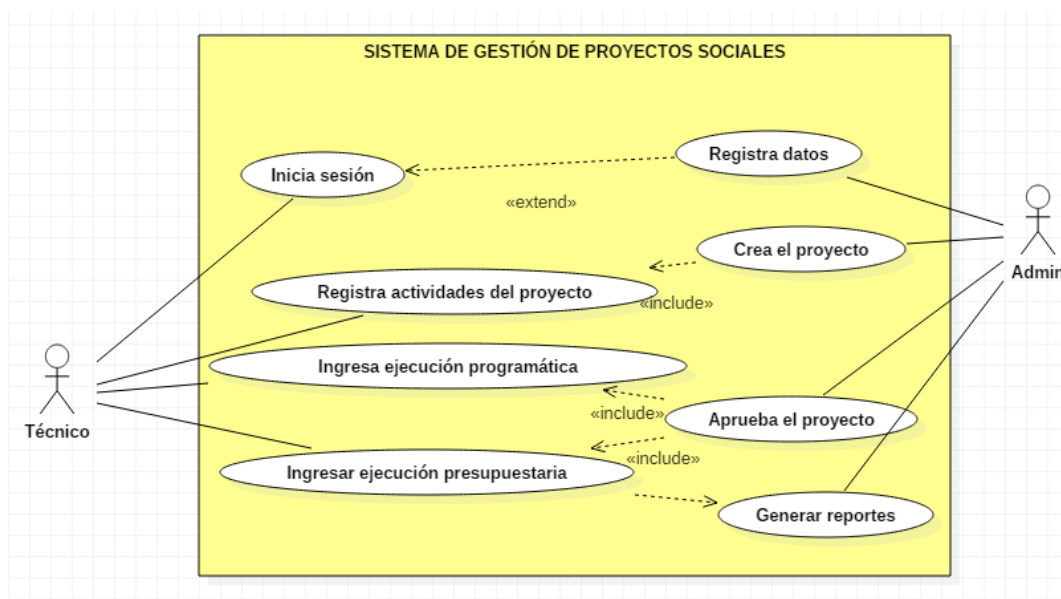 SISTEMA DE GESTIÓN DE PROYECTOS SOCIALES
Inicia sesión
Registra datos
«extend»
Crea el proyecto
Registra actividades del proyecto
«include»
Admin
Ingresa ejecución programática
«include»
Aprueba el proyecto
Técnico
«include»
Ingresar ejecución presupuestaria
Generar reportes